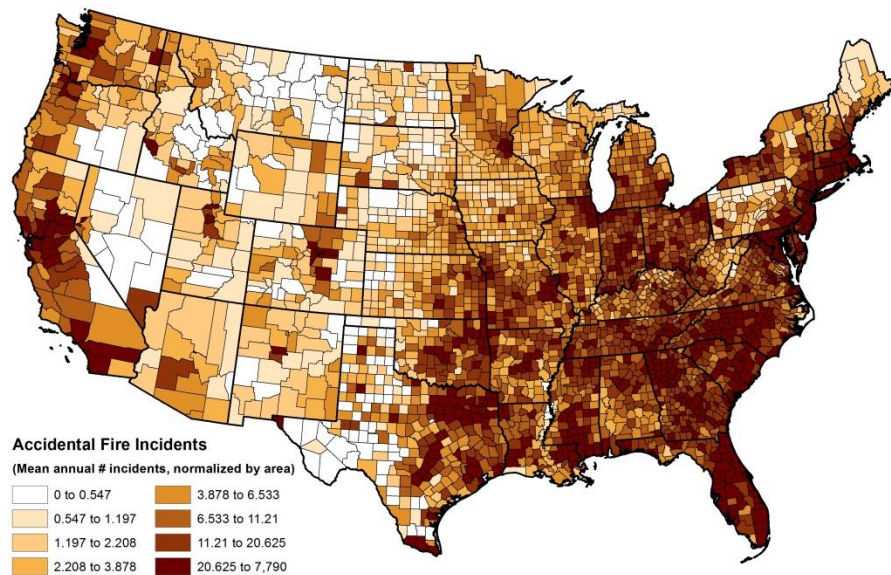 Accidental Fire Incidents
(Mean annual # incidents, normalized by area)
0 to 0.547
0.547 to 1.197
1.197 to 2.208
2.208 to 3.878
3.878 to 6.533
6.533 to 11.21
11.21 to 20.625
20.625 to 7,790